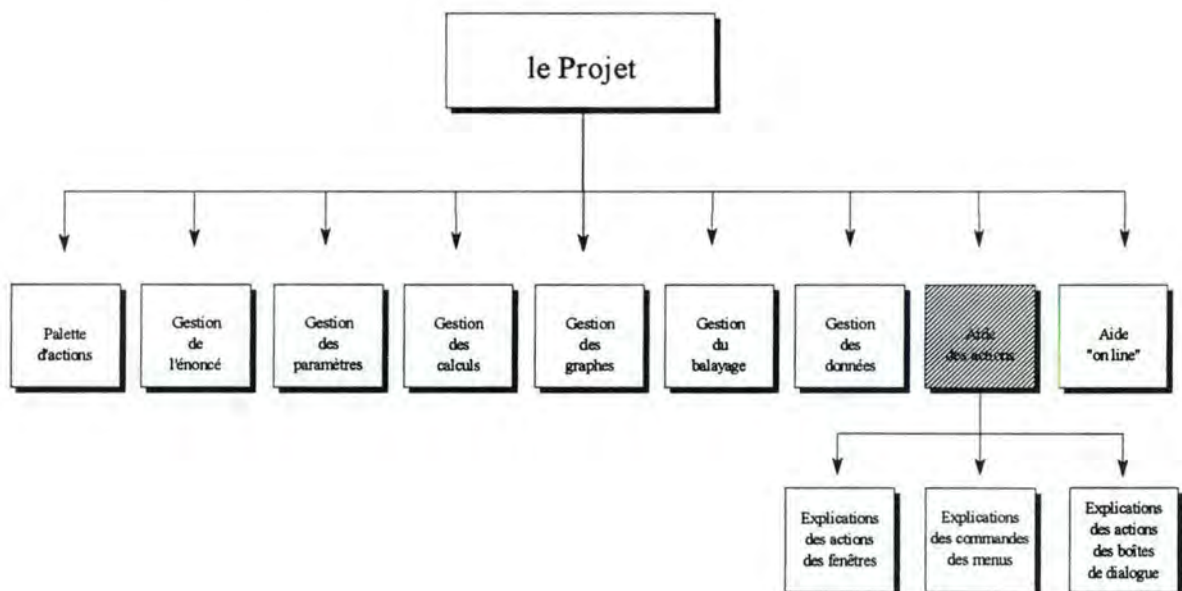 le Projet
Palette
d'actions
Gestion
de
l'énoncé
Gestion
des
paramètres
Gestion
des
calculs
Gestion
des
graphes
Gestion
du
balayage
Gestion
des
données
Aide
des actions
Aide
"on line"
Explications
des actions
des fenêtres
Explications
des commandes
des menus
Explications
des actions
des boîtes
de dialogue